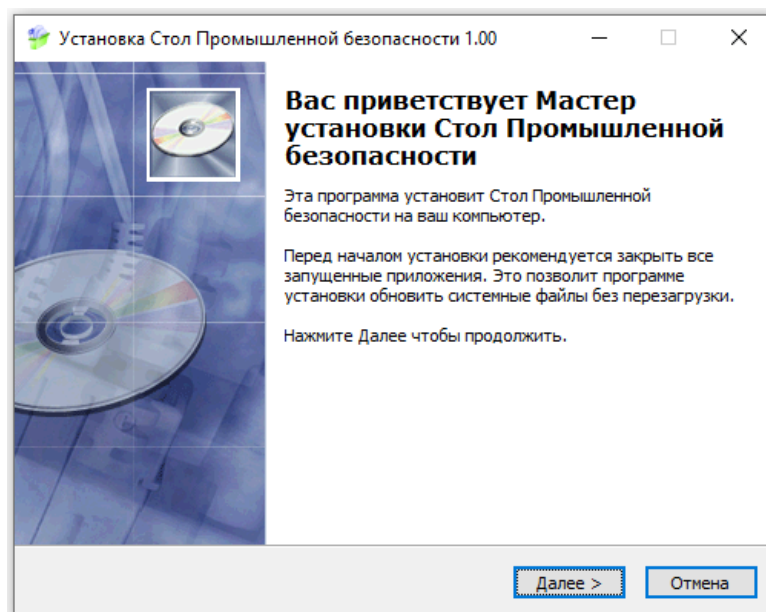 Установка Стол Промышленной безопасности 1.00
Вас приветствует Мастер
установки Стол Промышленной
безопасности
Эта программа установит Стол Промышленной
безопасности на ваш компьютер.
Перед началом установки рекомендуется закрыть все
запущенные приложения. Это позволит программе
установки обновить системные файлы без перезагрузки.
Нажмите Далее чтобы продолжить.
Далее >
Отмена